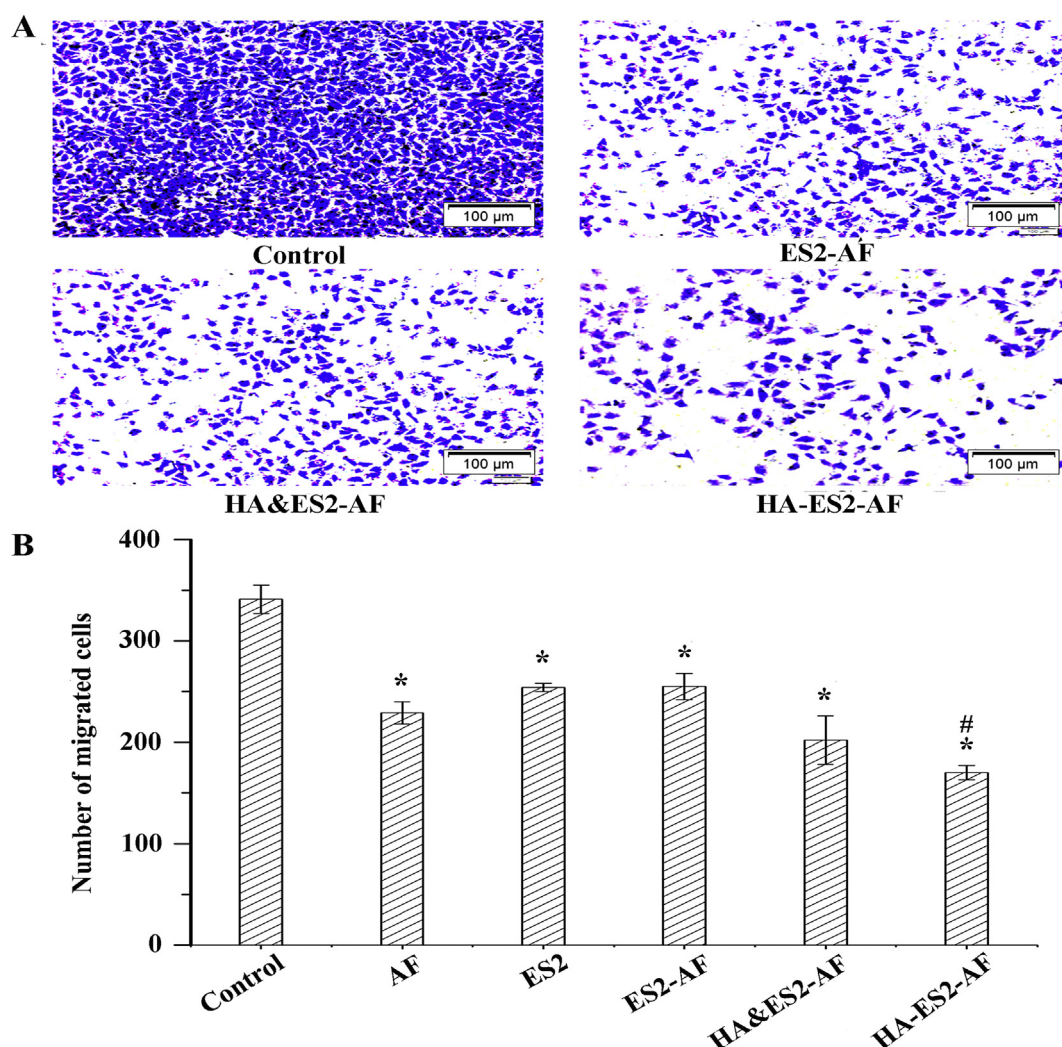 A
100 µm
100 µm
Control
ES2-AF
100 µm
100 µm
HA&ES2-AF
HA-ES2-AF
B
Number of migrated cells
400
300
200
100
0
*
*
*
*
#
*
Control
AF
ES2
ES2-AF
HA&ES2-AF
HA-ES2-AF